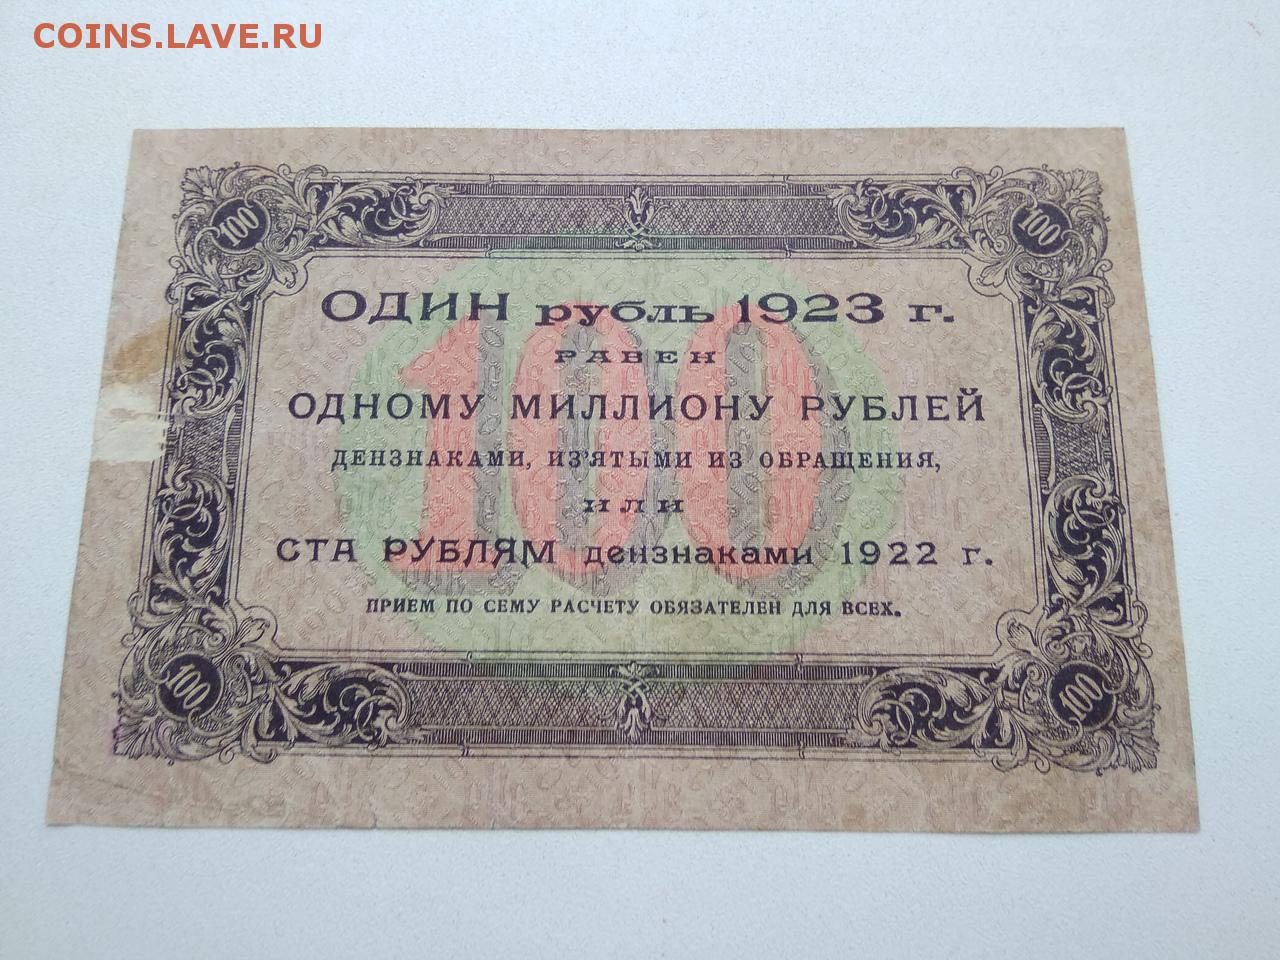 COINS.LAVE.RU
100 100
ОДИН рубль 1923 г.
РАВЕН
ОДНОМУ МИЛЛИОНУ РУБЛЕЙ
ДЕНЗНАКАМИ, ИЗ'ЯТЫМИ ИЗ ОБРАЩЕНИЯ,
ИЛИ
СТА РУБЛЯМ дензнаками 1922 г.
ПРИЕМ ПО СЕМУ РАСЧЕТУ ОБЯЗАТЕЛЕН ДЛЯ ВСЕХ.
100
100 100